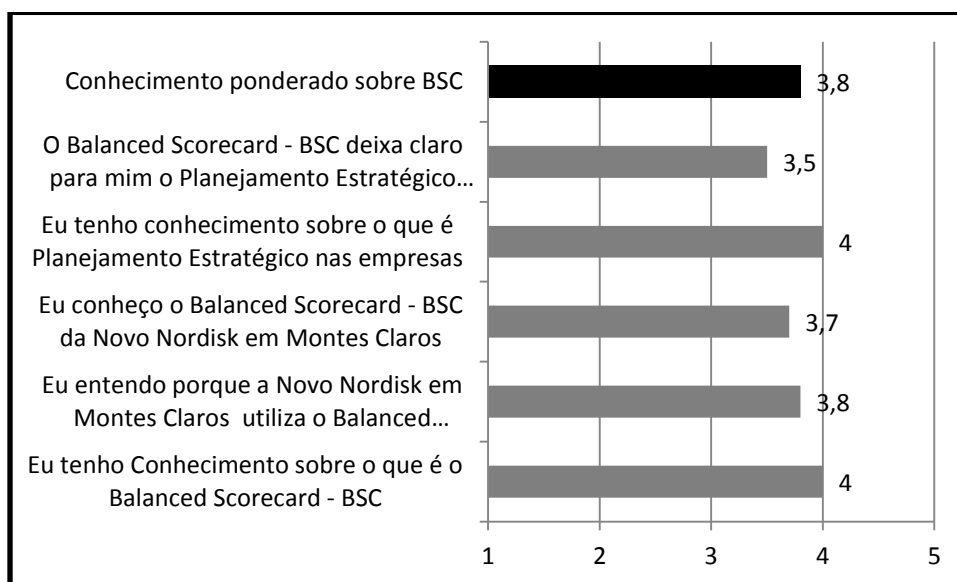 Conhecimento ponderado sobre BSC
3,8
O Balanced Scorecard - BSC deixa claro
para mim o Planejamento Estratégico...
3,5
Eu tenho conhecimento sobre o que é
Planejamento Estratégico nas empresas
4
Eu conheço o Balanced Scorecard - BSC
da Novo Nordisk em Montes Claros
3,7
Eu entendo porque a Novo Nordisk em
Montes Claros  utiliza o Balanced...
3,8
Eu tenho Conhecimento sobre o que é o
Balanced Scorecard - BSC
4
1 2 3 4 5